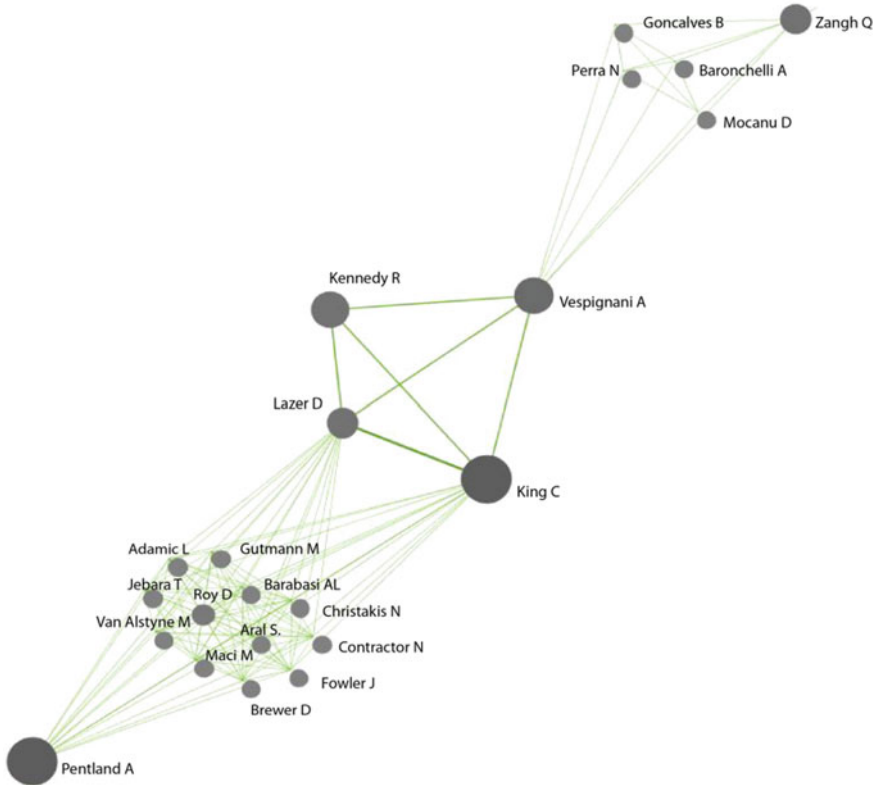 Goncalves B
Zangh Q
Perra N
Baronchelli A
Mocanu D
Kennedy R
Vespignani A
Lazer D
King C
Adamic L
Gutmann M
Jebara T
Roy D
Barabasi AL
Christakis N
Van Alstyne M
Aral S.
Contractor N
Maci M
Fowler J
Brewer D
Pentland A